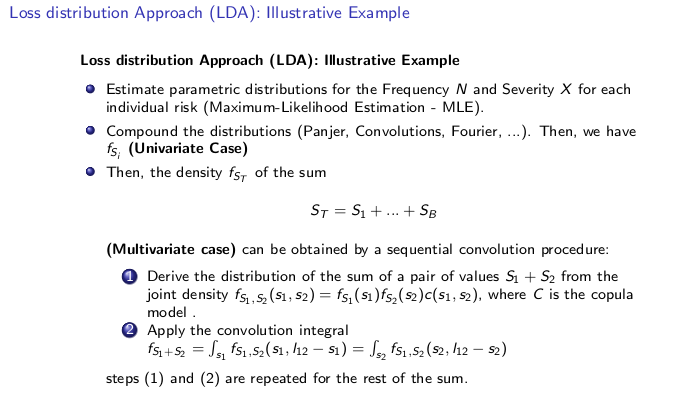 Loss distribution Approach (LDA): Illustrative Example
Loss distribution Approach (LDA): Illustrative Example
Estimate parametric distributions for the Frequency N and Severity X for each
individual risk (Maximum-Likelihood Estimation - MLE).
Compound the distributions (Panjer, Convolutions, Fourier, ...). Then, we have
f_{S_i} (Univariate Case)
Then, the density f_{S_T} of the sum
S_T = S_1 + ... + S_B
(Multivariate case) can be obtained by a sequential convolution procedure:
1 Derive the distribution of the sum of a pair of values S_1 + S_2 from the
joint density f_{S_1,S_2}(s_1, s_2) = f_{S_1}(s_1)f_{S_2}(s_2)c(s_1, s_2), where C is the copula
model .
2 Apply the convolution integral
f_{S_1+S_2} = ∫_{s_1} f_{S_1,S_2}(s_1, l_{12} − s_1) = ∫_{s_2} f_{S_1,S_2}(s_2, l_{12} − s_2)
steps (1) and (2) are repeated for the rest of the sum.